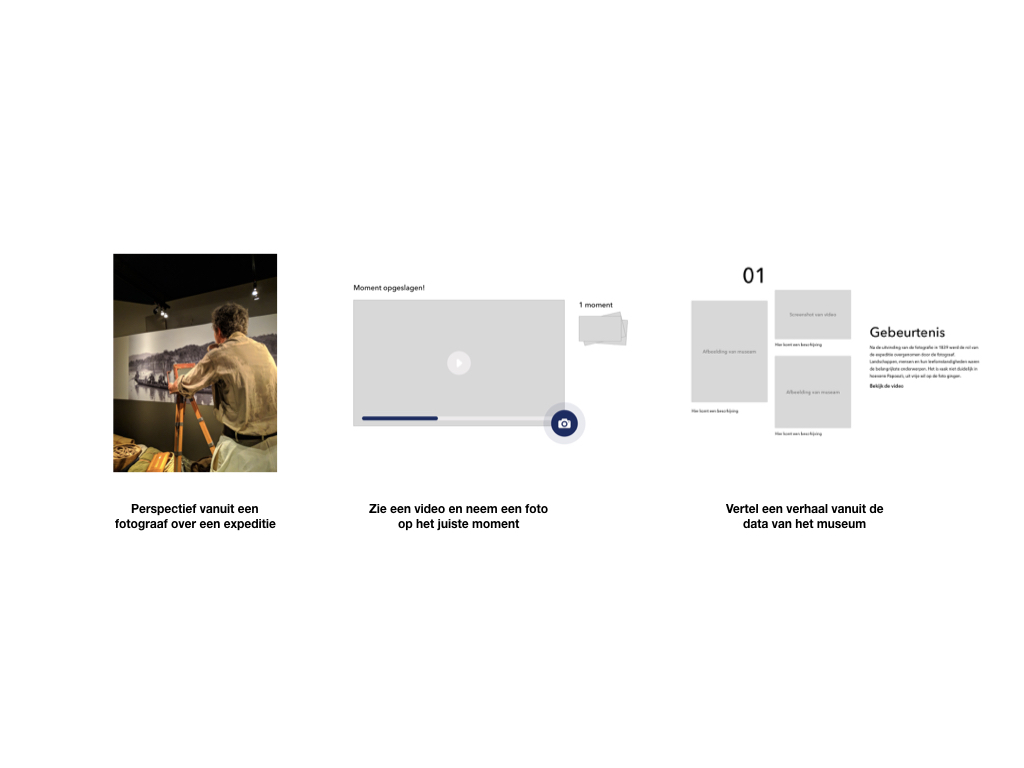 Moment opgeslagen!
1 moment
01
Screenshot van video
Hier komt een beschrijving
Afbeelding van museum
Afbeelding van museum
Hier komt een beschrijving
Hier komt een beschrijving
Gebeurtenis
Na de uitvinding van de fotografie in 1839 werd de rol van
de expeditie overgenomen door de fotograaf.
Landschappen, mensen en hun leefomstandigheden waren
de belangrijkste onderwerpen. Het is vaak niet duidelijk in
hoeverre Papoea's, uit vrije wil op de foto gingen.
Bekijk de video
Perspectief vanuit een
fotograaf over een expeditie
Zie een video en neem een foto
op het juiste moment
Vertel een verhaal vanuit de
data van het museum